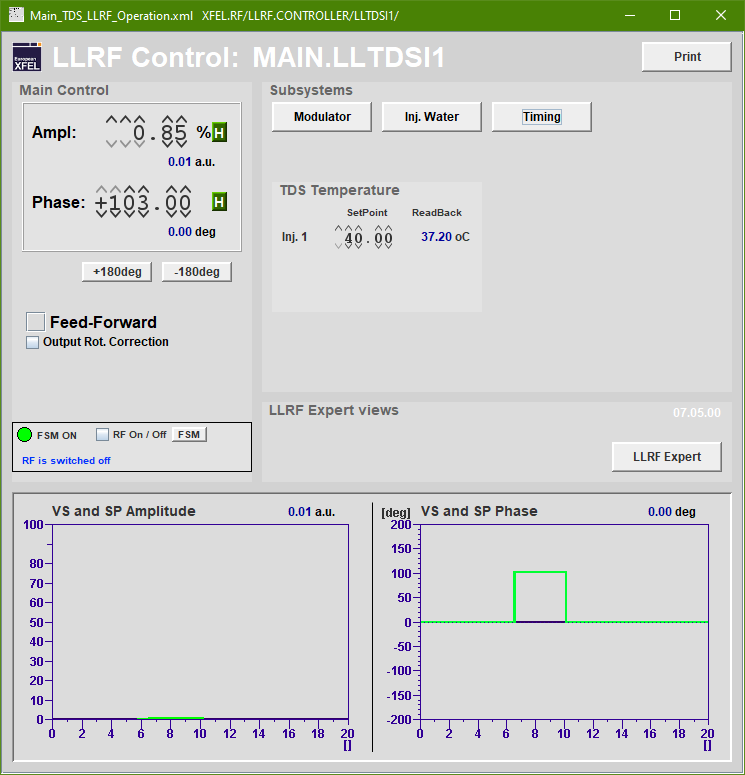 Main_TDS_LLRF_Operation.xml XFEL.RF/LLRF.CONTROLLER/LLTDSI1/
European
XFEL
LLRF Control: MAIN.LLTDSI1
Print
Main Control
Ampl: 0.85 % H
0.01 a.u.
Phase: +103.00 H
0.00 deg
+180deg -180deg
Feed-Forward
Output Rot. Correction
FSM ON RF On / Off FSM
RF is switched off
Subsystems
Modulator Inj. Water Timing
TDS Temperature
SetPoint ReadBack
Inj. 1 40.00 37.20 oC
LLRF Expert views 07.05.00
LLRF Expert
VS and SP Amplitude 0.01 a.u.
100
80
70
60
50
40
30
20
10
0
0 2 4 6 8 10 12 14 16 18 20
[]
[deg] VS and SP Phase 0.00 deg
200
150
100
50
0
-50
-100
-150
-200
0 2 4 6 8 10 12 14 16 18 20
[]